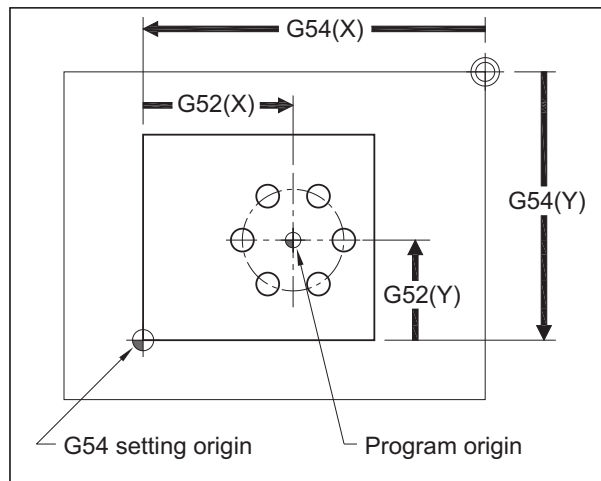 G54(X)
G52(X)
G54(Y)
G52(Y)
G54 setting origin
Program origin